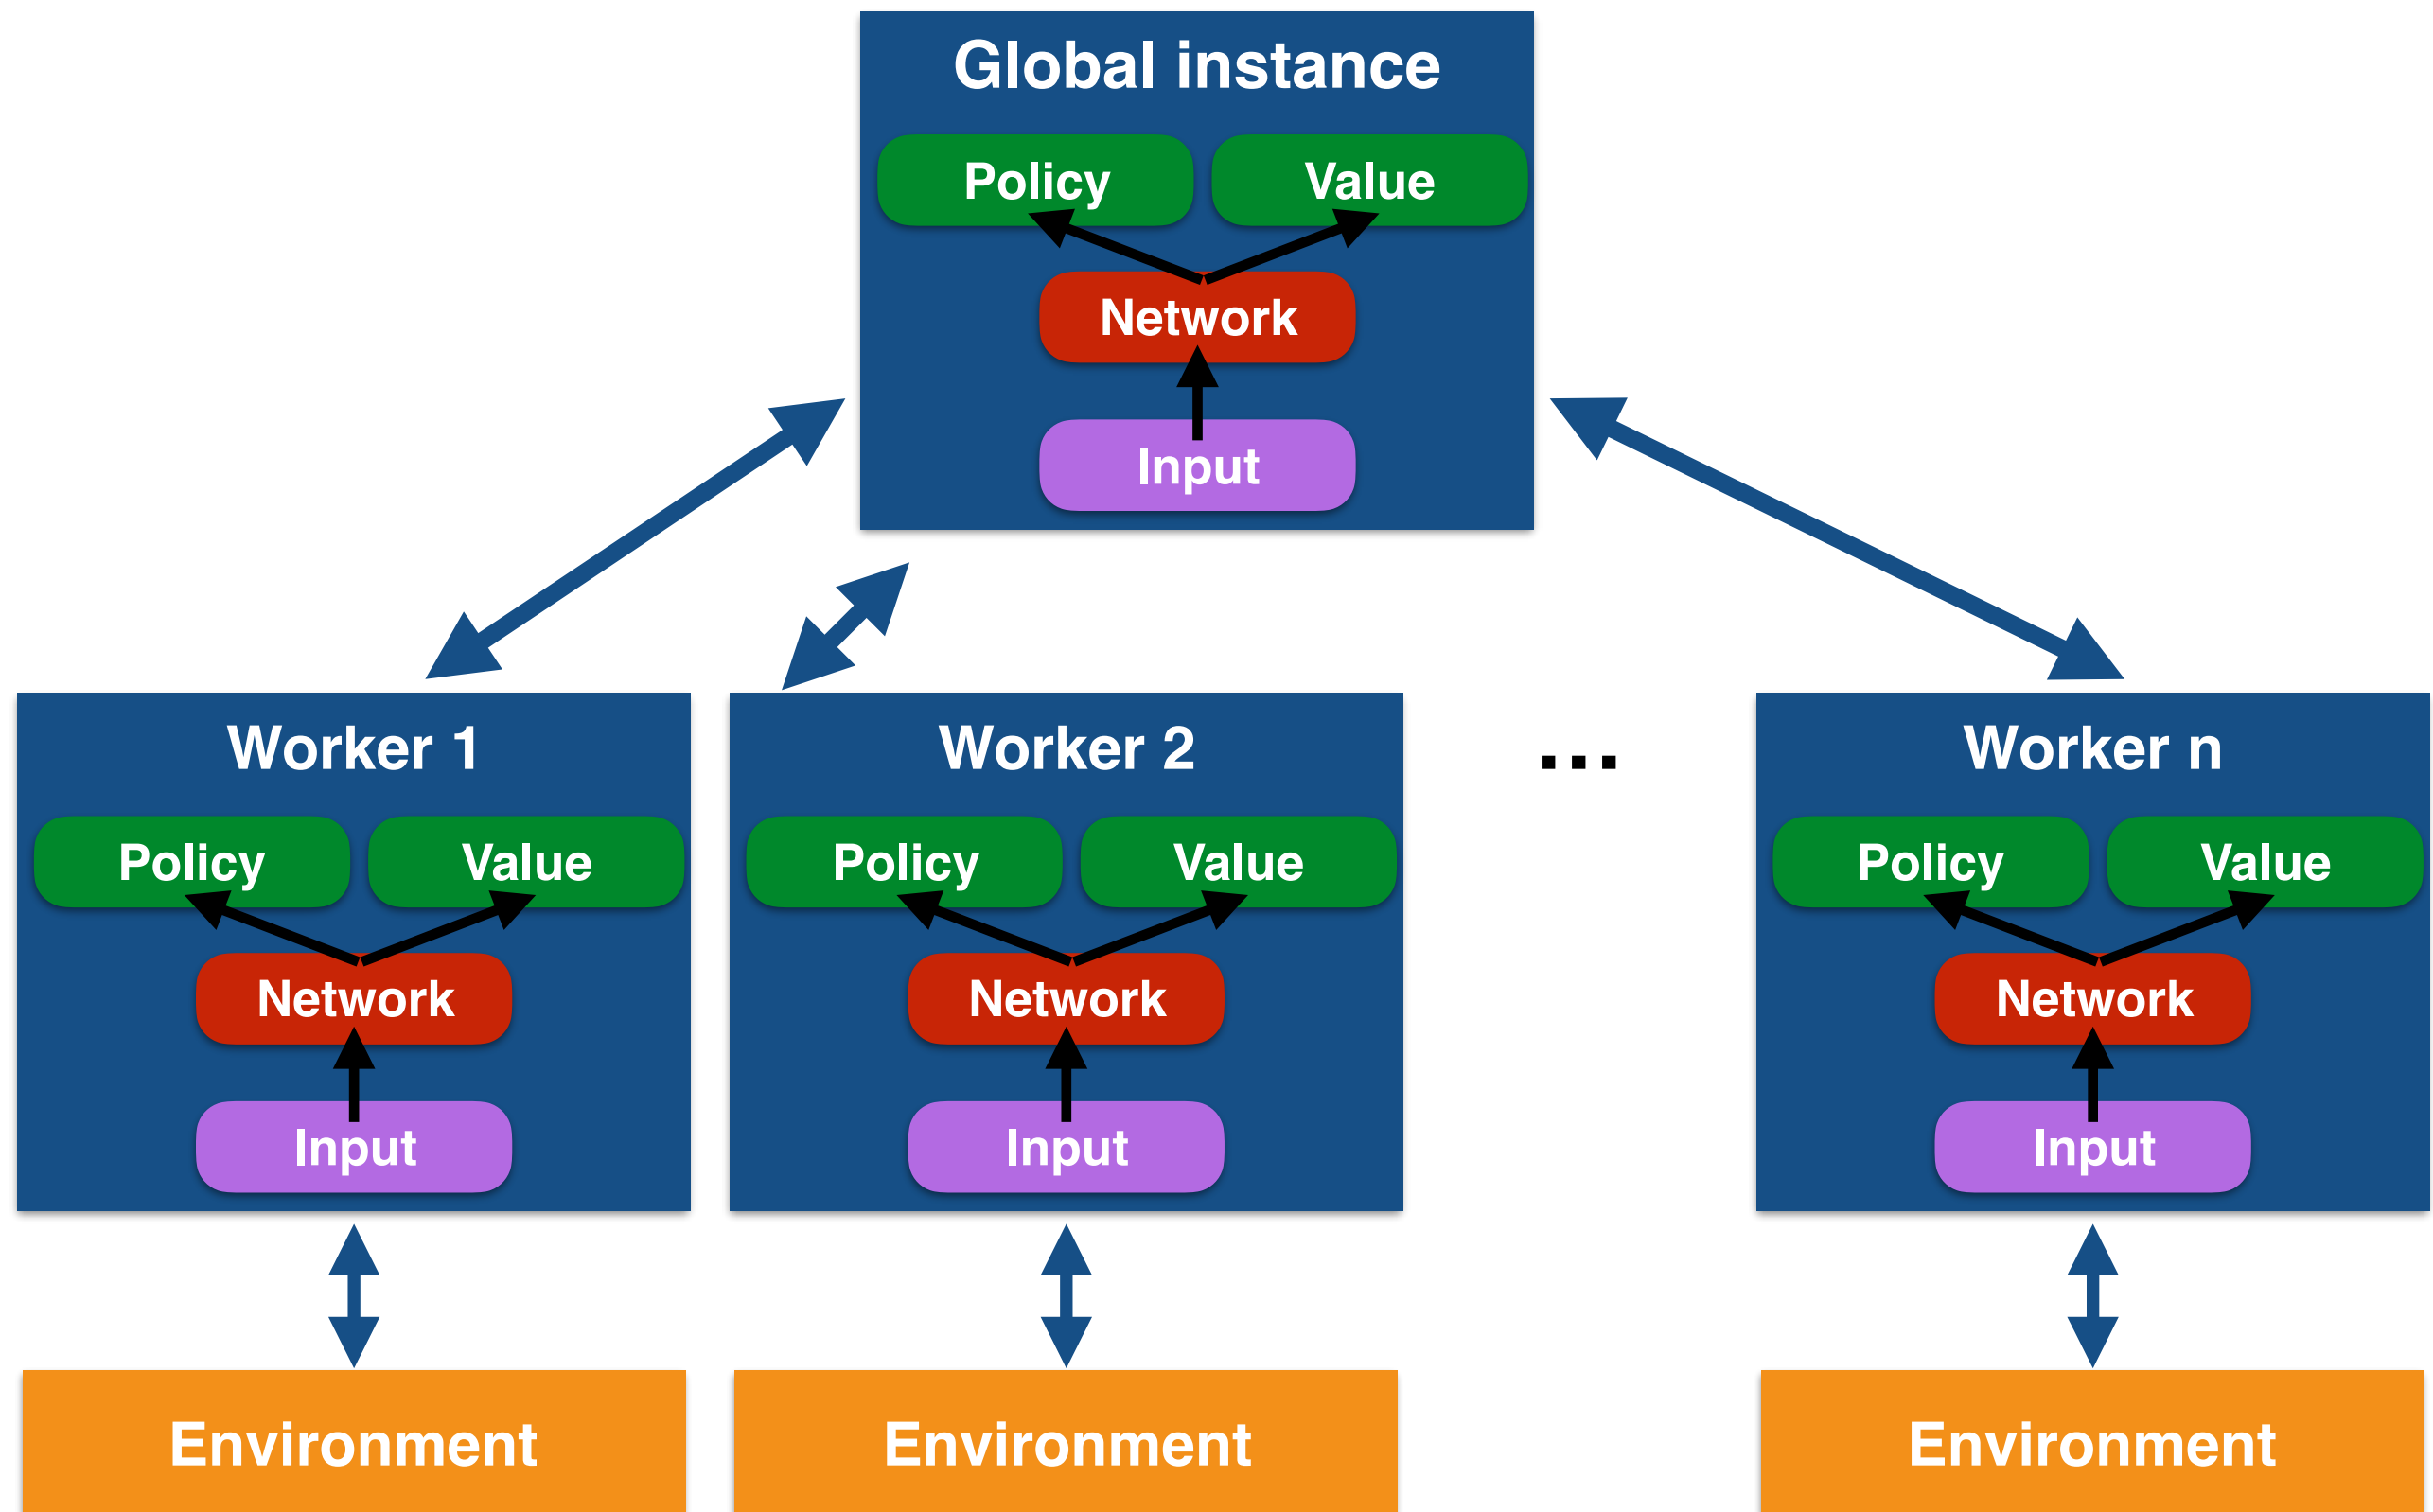 Global instance
Policy Value
Network
Input
Worker 1 Worker 2 ... Worker n
Policy Value Policy Value Policy Value
Network Network Network
Input Input Input
Environment Environment Environment